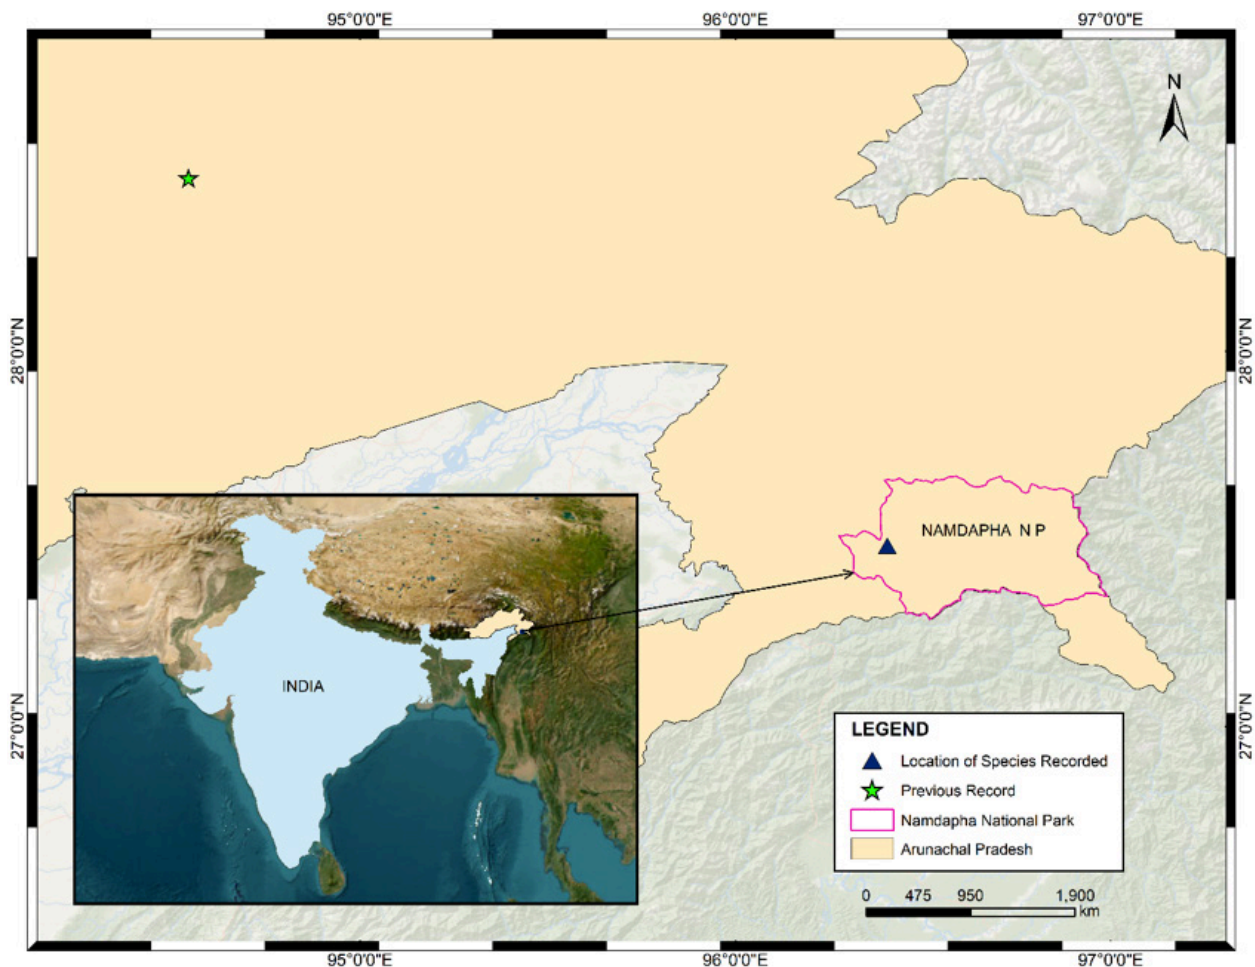 95°0'0"E 96°0'0"E 97°0'0"E
N
28°0'0"N 28°0'0"N
NAMDAPHA N P
INDIA
27°0'0"N 27°0'0"N
LEGEND
Location of Species Recorded
Previous Record
Namdapha National Park
Arunachal Pradesh
0 475 950 1,900
km
95°0'0"E 96°0'0"E 97°0'0"E